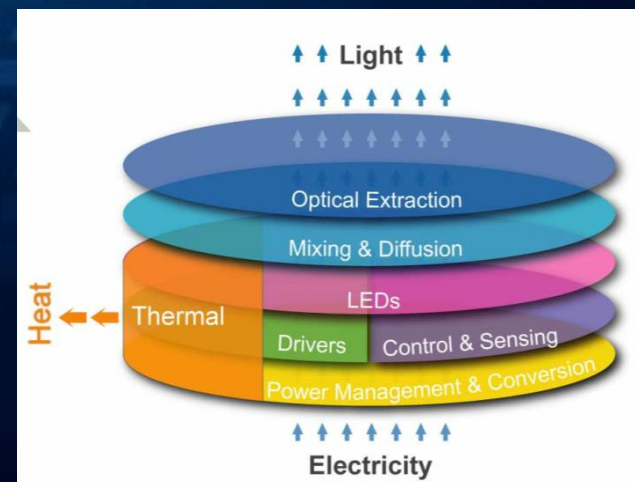 Light
Optical Extraction
Mixing & Diffusion
LEDs
Heat
Thermal
Drivers
Control & Sensing
Power Management & Conversion
Electricity